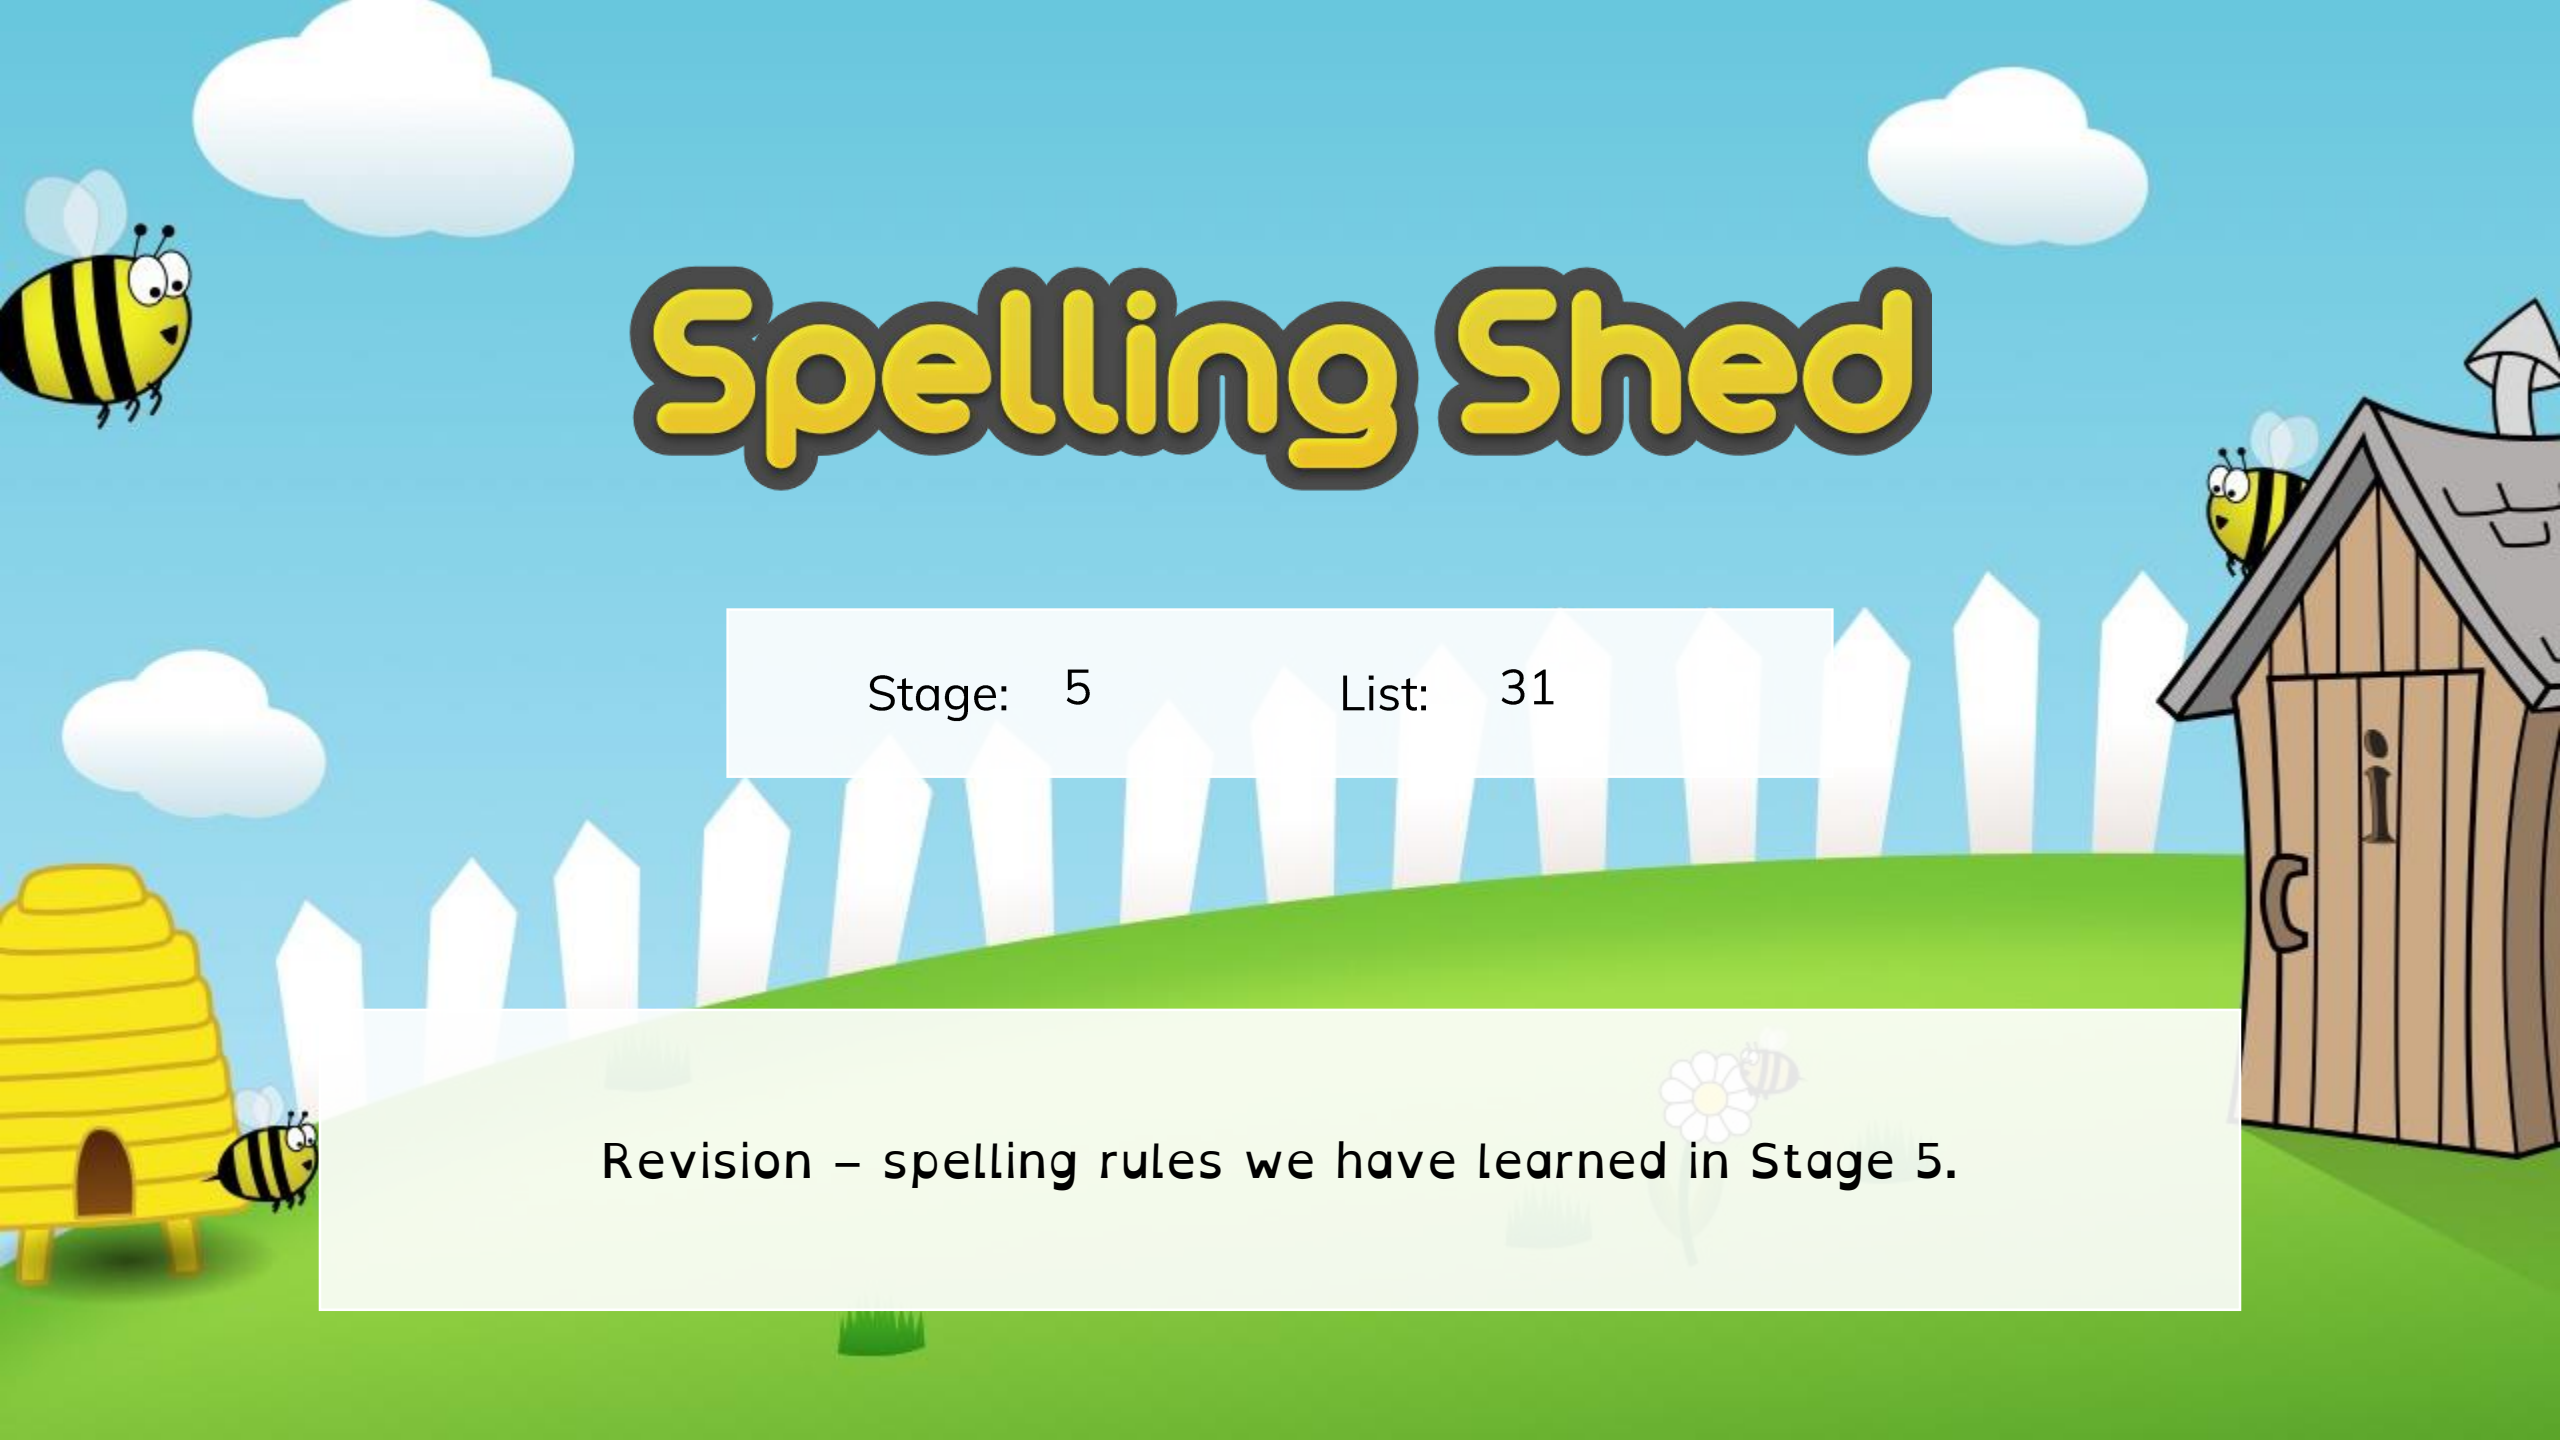 Spelling Shed
Stage: 5 List: 31
i
Revision – spelling rules we have learned in Stage 5.